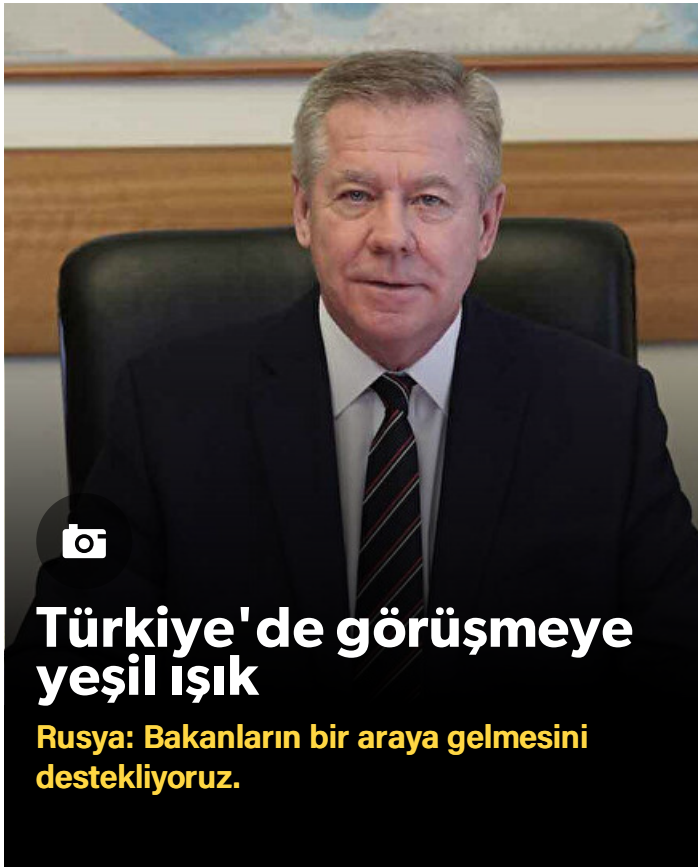 Türkiye'de görüşmeye
yeşil ışık
Rusya: Bakanların bir araya gelmesini
destekliyoruz.